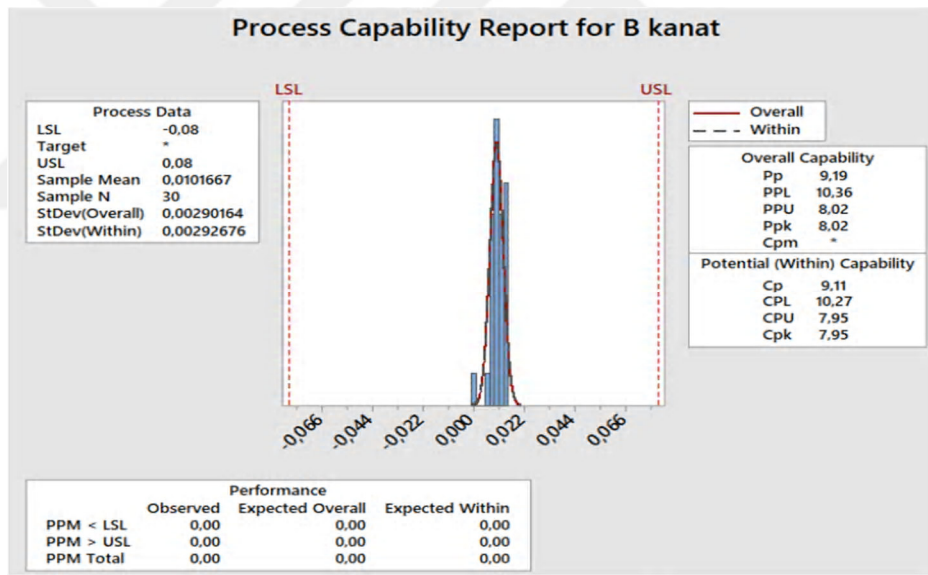 Process Capability Report for B kanat
LSL USL
Process Data
LSL -0,08
Target *
USL 0,08
Sample Mean 0,0101667
Sample N 30
StDev(Overall) 0,00290164
StDev(Within) 0,00292676
Overall
Within
Overall Capability
Pp 9,19
PPL 10,36
PPU 8,02
Ppk 8,02
Cpm *
Potential (Within) Capability
Cp 9,11
CPL 10,27
CPU 7,95
Cpk 7,95
-0,066 -0,044 -0,022 0,000 0,022 0,044 0,066
Performance
Observed Expected Overall Expected Within
PPM < LSL 0,00 0,00 0,00
PPM > USL 0,00 0,00 0,00
PPM Total 0,00 0,00 0,00